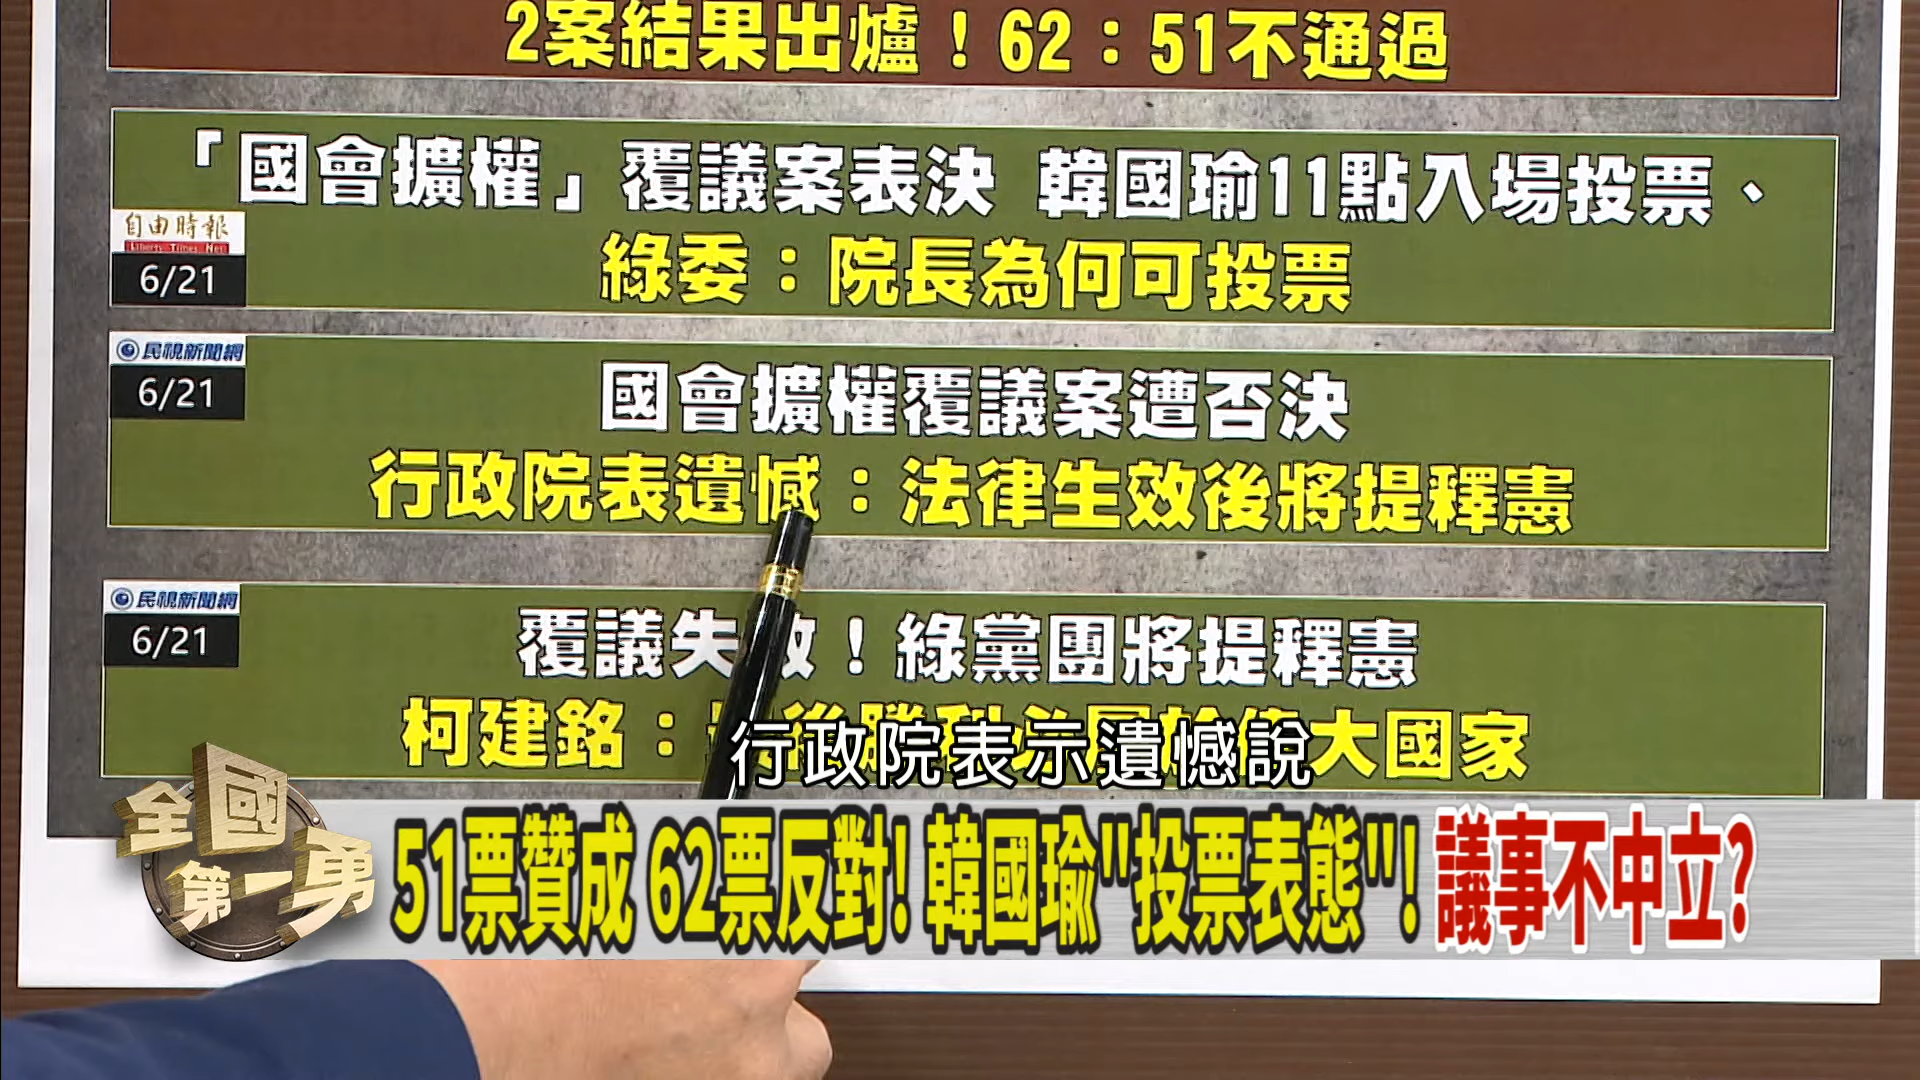 2案結果出爐！62：51不通過
「國會擴權」覆議案表決 韓國瑜11點入場投票、
自由時報
Liberty Times Net
6/21
綠委：院長為何可投票
民視新聞網
6/21
國會擴權覆議案遭否決
行政院表遺憾：法律生效後將提釋憲
民視新聞網
6/21
覆議失敗！綠黨團將提釋憲
柯建銘：大國家
行政院表示遺憾說
全國第一勇
51票贊成 62票反對! 韓國瑜"投票表態"! 議事不中立?